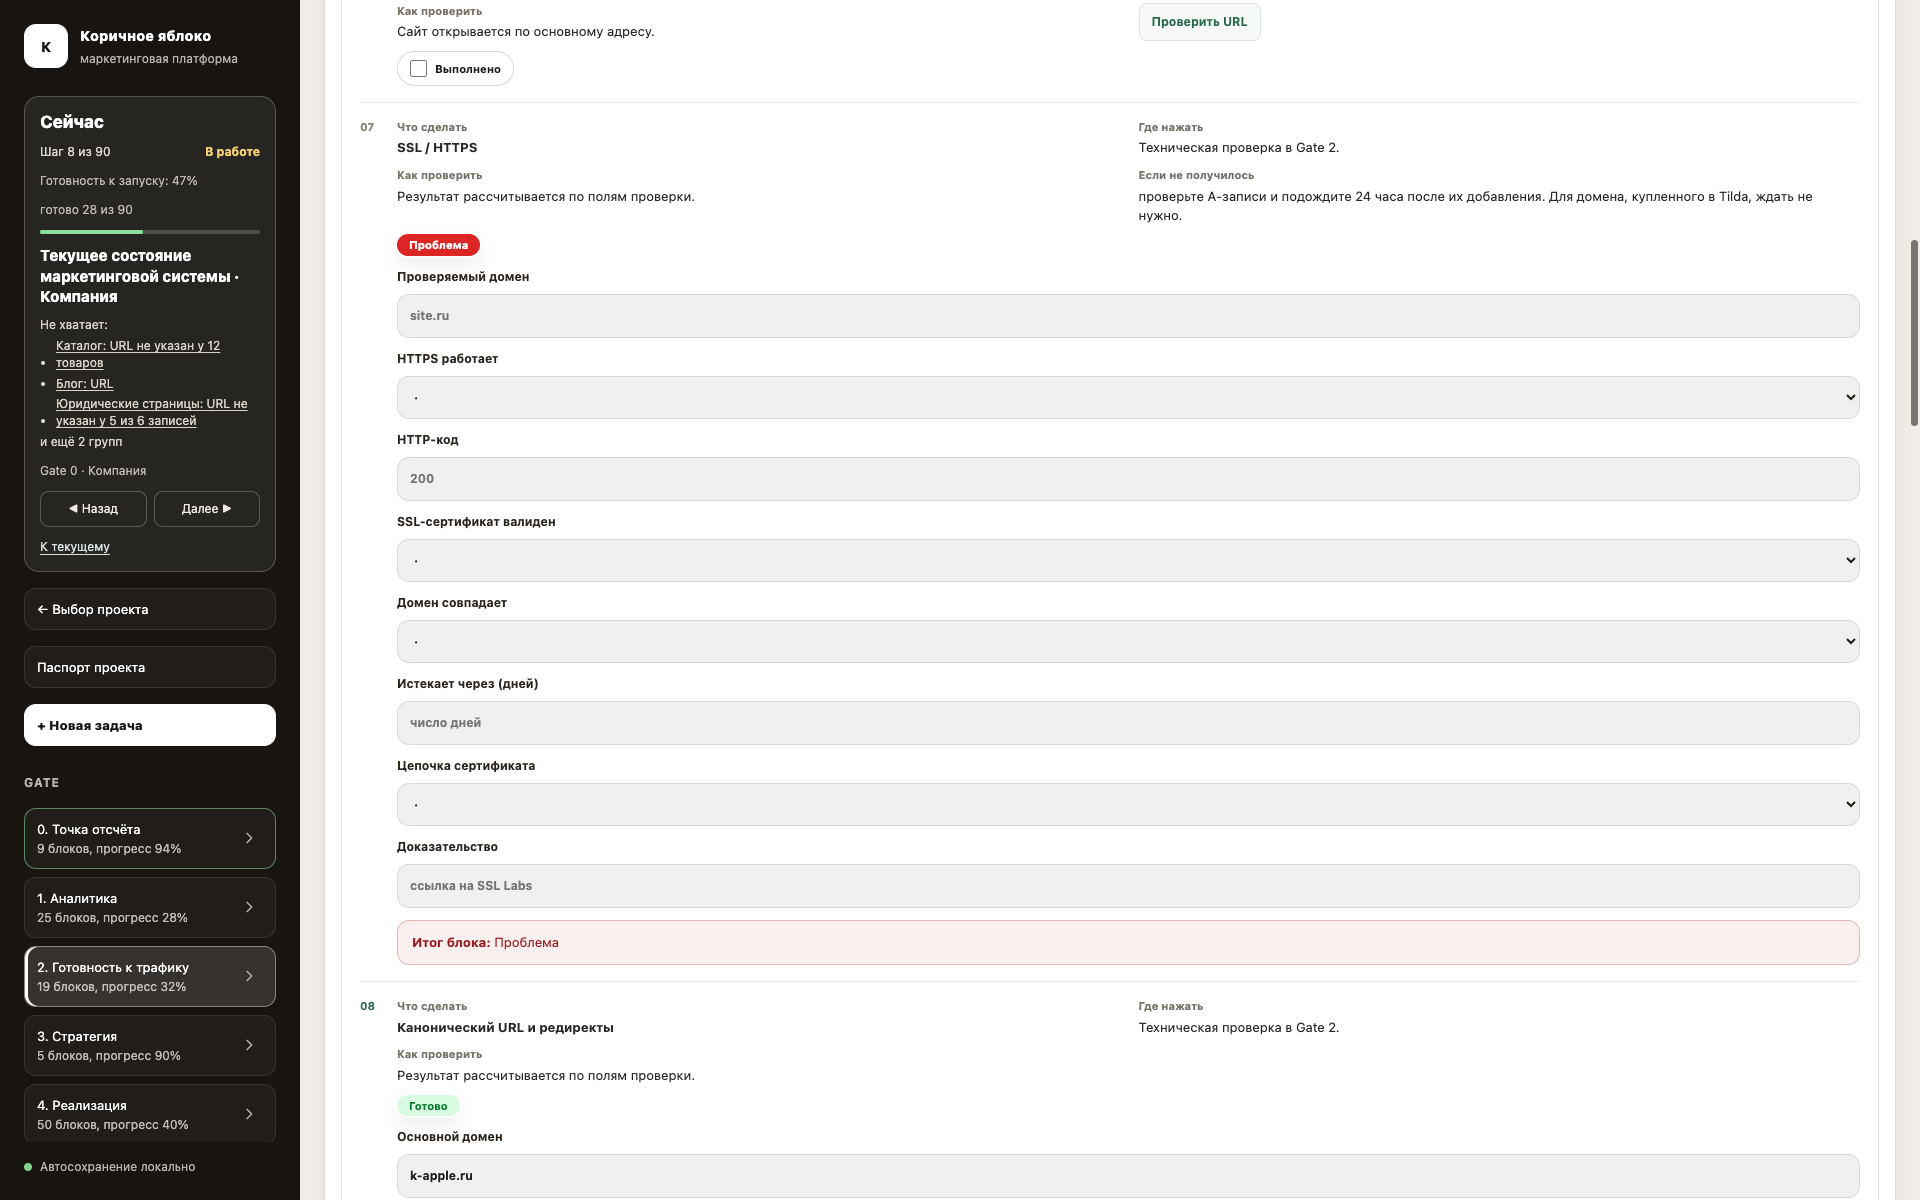 К
Коричное яблоко
маркетинговая платформа
Сейчас
Шаг 8 из 90
В работе
Готовность к запуску: 47%
готово 28 из 90
Текущее состояние
маркетинговой системы ·
Компания
Не хватает:
• Каталог: URL не указан у 12
товаров
• Блог: URL
• Юридические страницы: URL не
указан у 5 из 6 записей
и ещё 2 групп
Gate 0 · Компания
◀ Назад
Далее ▶
К текущему
← Выбор проекта
Паспорт проекта
+ Новая задача
GATE
0. Точка отсчёта
9 блоков, прогресс 94%
1. Аналитика
25 блоков, прогресс 28%
2. Готовность к трафику
19 блоков, прогресс 32%
3. Стратегия
5 блоков, прогресс 90%
4. Реализация
50 блоков, прогресс 40%
Автосохранение локально
Как проверить
Сайт открывается по основному адресу.
Выполнено
Проверить URL
07
Что сделать
SSL / HTTPS
Как проверить
Результат рассчитывается по полям проверки.
Где нажать
Техническая проверка в Gate 2.
Если не получилось
проверьте A-записи и подождите 24 часа после их добавления. Для домена, купленного в Tilda, ждать не
нужно.
Проблема
Проверяемый домен
site.ru
HTTPS работает
·
HTTP-код
200
SSL-сертификат валиден
·
Домен совпадает
·
Истекает через (дней)
число дней
Цепочка сертификата
·
Доказательство
ссылка на SSL Labs
Итог блока: Проблема
08
Что сделать
Канонический URL и редиректы
Как проверить
Результат рассчитывается по полям проверки.
Где нажать
Техническая проверка в Gate 2.
Готово
Основной домен
k-apple.ru